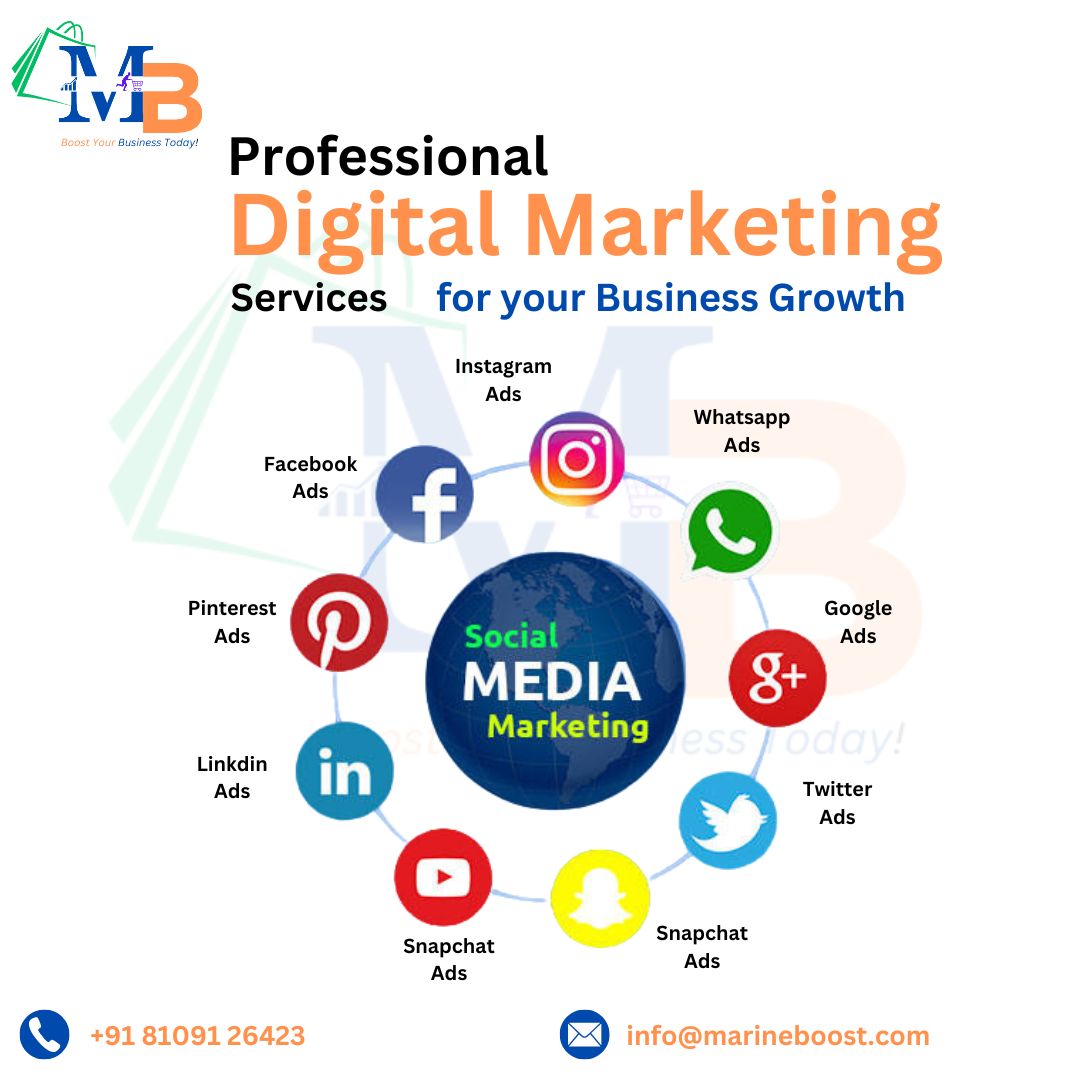 MB
Boost Your Business Today!
Professional
Digital Marketing
Services for your Business Growth
Instagram
Ads
Whatsapp
Ads
Facebook
Ads
Pinterest
Ads
Google
Ads
g+
Social
MEDIA
Marketing
Linkdin
Ads
in
Twitter
Ads
Snapchat
Ads
Snapchat
Ads
+91 81091 26423
info@marineboost.com